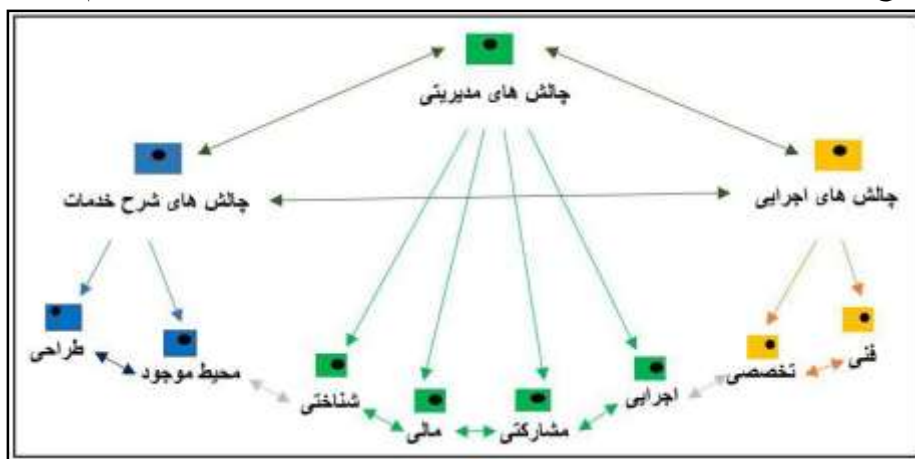 چالش های مدیریتی
چالش های اجرایی
چالش های شرح خدمات
فنی
تخصصی
اجرایی
مشارکتی
مالی
شناختی
محیط موجود
طراحی